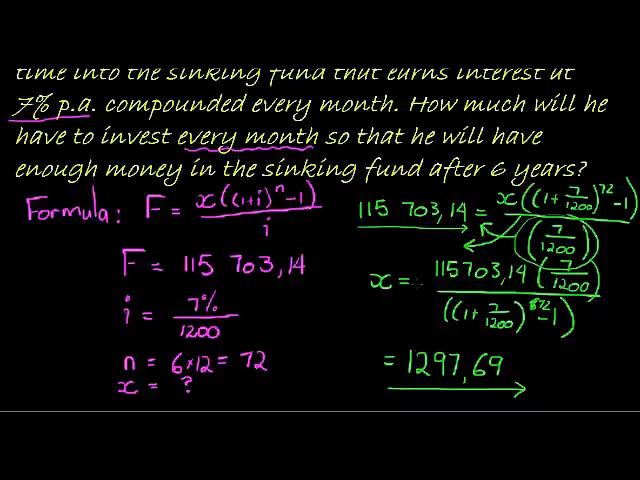 time into the sinking fund that earns interest at
7% p.a. compounded every month. How much will he
have to invest every month so that he will have
enough money in the sinking fund after 6 years?
Formula: F = x((1+i)^n -1) / i
F = 115 703,14
i = 7% / 1200
n = 6×12 = 72
x = ?
115 703,14 = x((1 + 7/1200)^72 -1) / (7/1200)
x = 115703,14 (7/1200) / ((1 + 7/1200)^72 -1)
= 1297,69